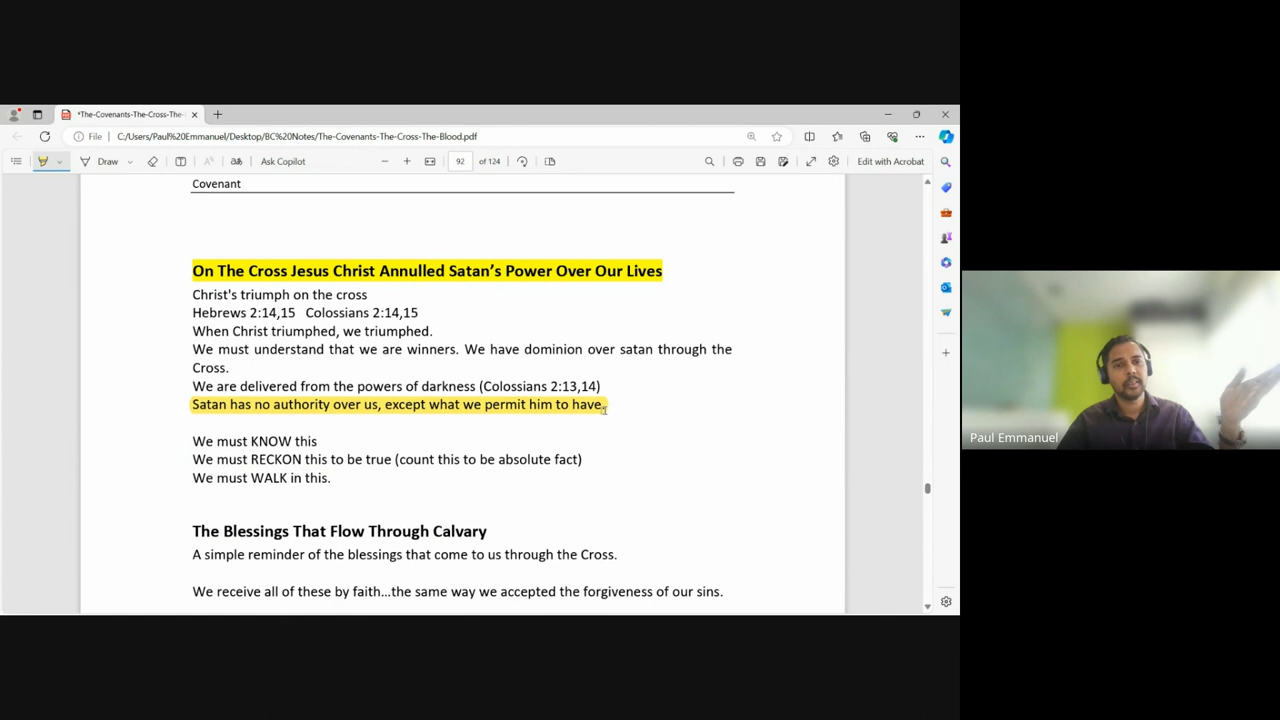 *The-Covenants-The-Cross-The-
File
C:/Users/Paul%20Emmanuel/Desktop/BC%20Notes/The-Covenants-The-Cross-The-Blood.pdf
Draw
Ask Copilot
92 of 124
Edit with Acrobat
Covenant
On The Cross Jesus Christ Annulled Satan's Power Over Our Lives
Christ's triumph on the cross
Hebrews 2:14,15 Colossians 2:14,15
When Christ triumphed, we triumphed.
We must understand that we are winners. We have dominion over satan through the
Cross.
We are delivered from the powers of darkness (Colossians 2:13,14)
Satan has no authority over us, except what we permit him to have.
We must KNOW this
We must RECKON this to be true (count this to be absolute fact)
We must WALK in this.
The Blessings That Flow Through Calvary
A simple reminder of the blessings that come to us through the Cross.
We receive all of these by faith...the same way we accepted the forgiveness of our sins.
Paul Emmanuel